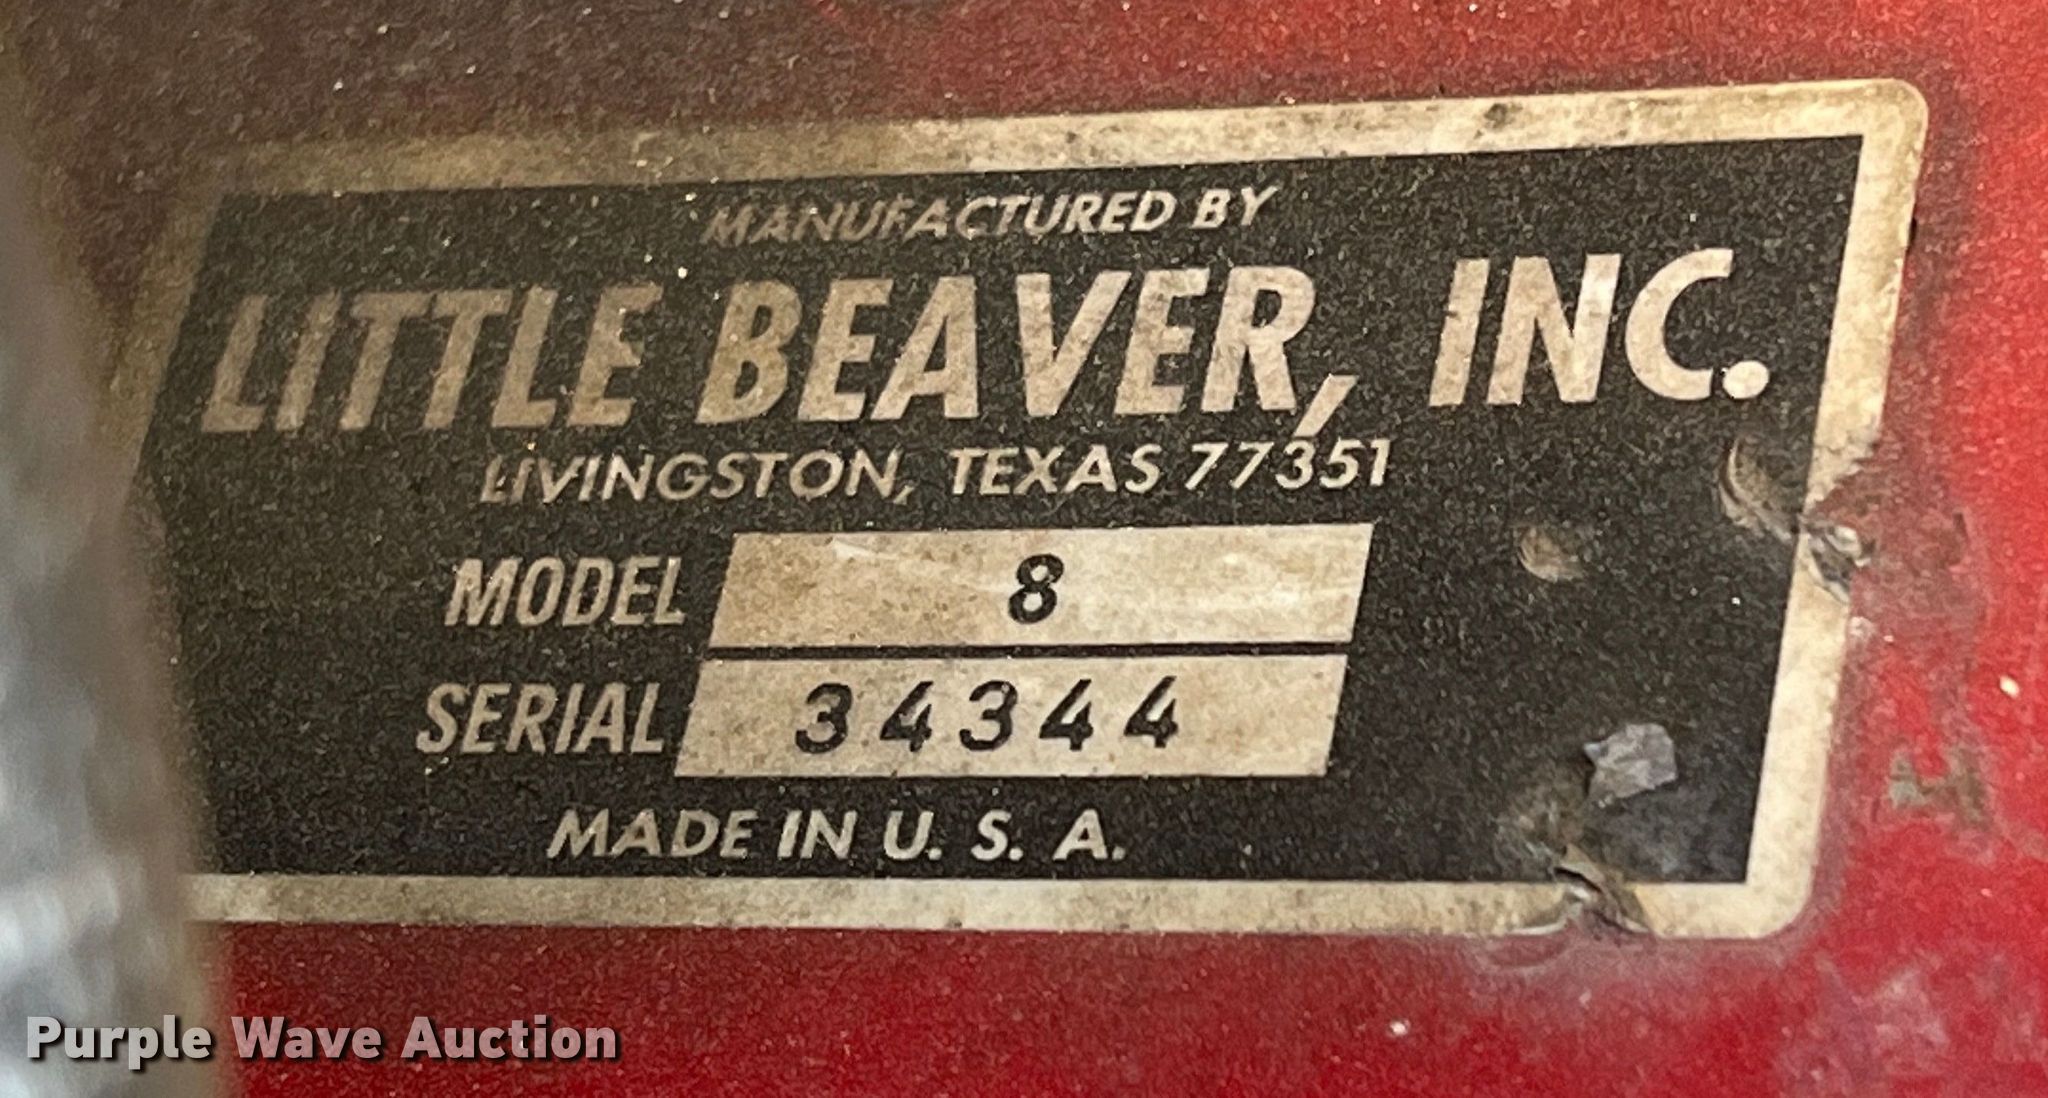 MANUFACTURED BY
LITTLE BEAVER, INC.
LIVINGSTON, TEXAS 77351
MODEL 8
SERIAL 34344
MADE IN U. S. A.
Purple Wave Auction